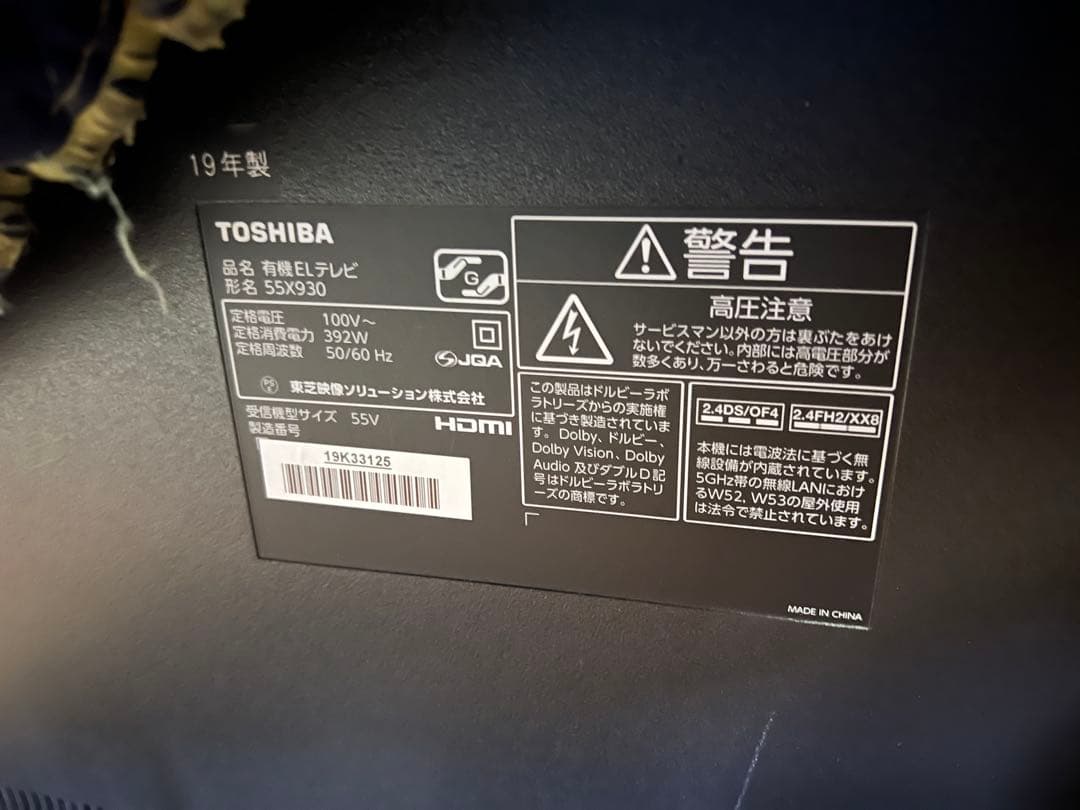 19年製
TOSHIBA
品名 有機ELテレビ
形名 55X930
G
定格電圧 100V～
定格消費電力 392W
定格周波数 50/60 Hz
JQA
PS
E
東芝映像ソリューション株式会社
受信機型サイズ 55V
製造番号
HDMI
19K33125
警告
高圧注意
サービスマン以外の方は裏ぶたをあけ
ないでください。内部には高電圧部分が
数多くあり、万一さわると危険です。
この製品はドルビーラボ
ラトリーズからの実施権
に基づき製造されていま
す。Dolby、ドルビー、
Dolby Vision、Dolby
Audio 及びダブルD記
号はドルビーラボラトリ
ーズの商標です。
2.4DS/OF4
2.4FH2/XX8
本機には電波法に基づく無
線設備が内蔵されています。
5GHz帯の無線LANにおけ
るW52, W53の屋外使用
は法令で禁止されています。
MADE IN CHINA